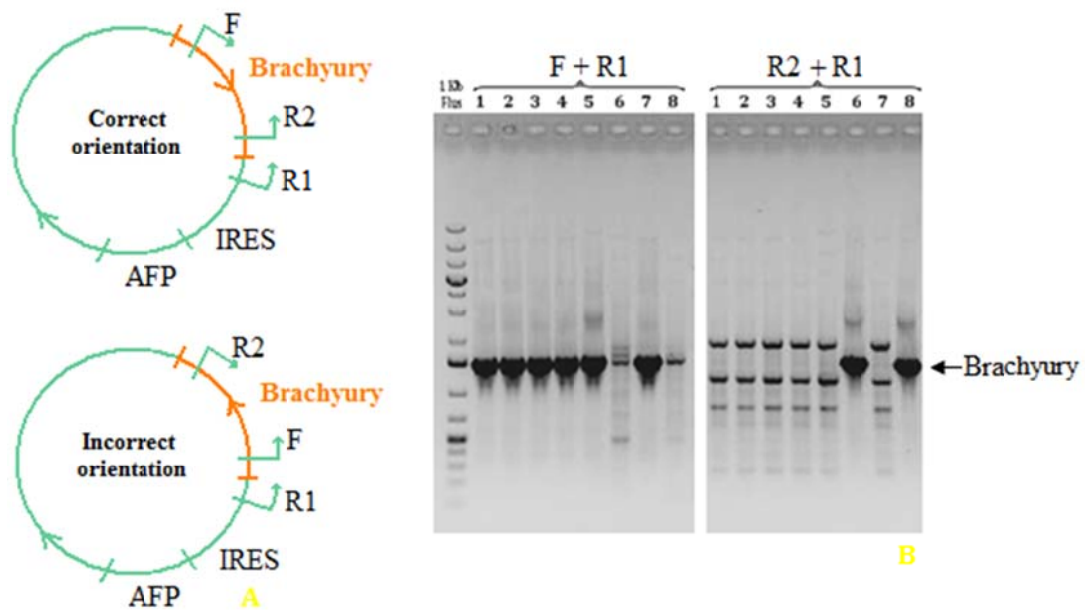 F
Brachyury
Correct
orientation
R2
R1
IRES
AFP
R2
Brachyury
Incorrect
orientation
F
R1
IRES
AFP
A
F + R1
R2 + R1
1 Kb
Plus
1 2 3 4 5 6 7 8
1 2 3 4 5 6 7 8
Brachyury
B